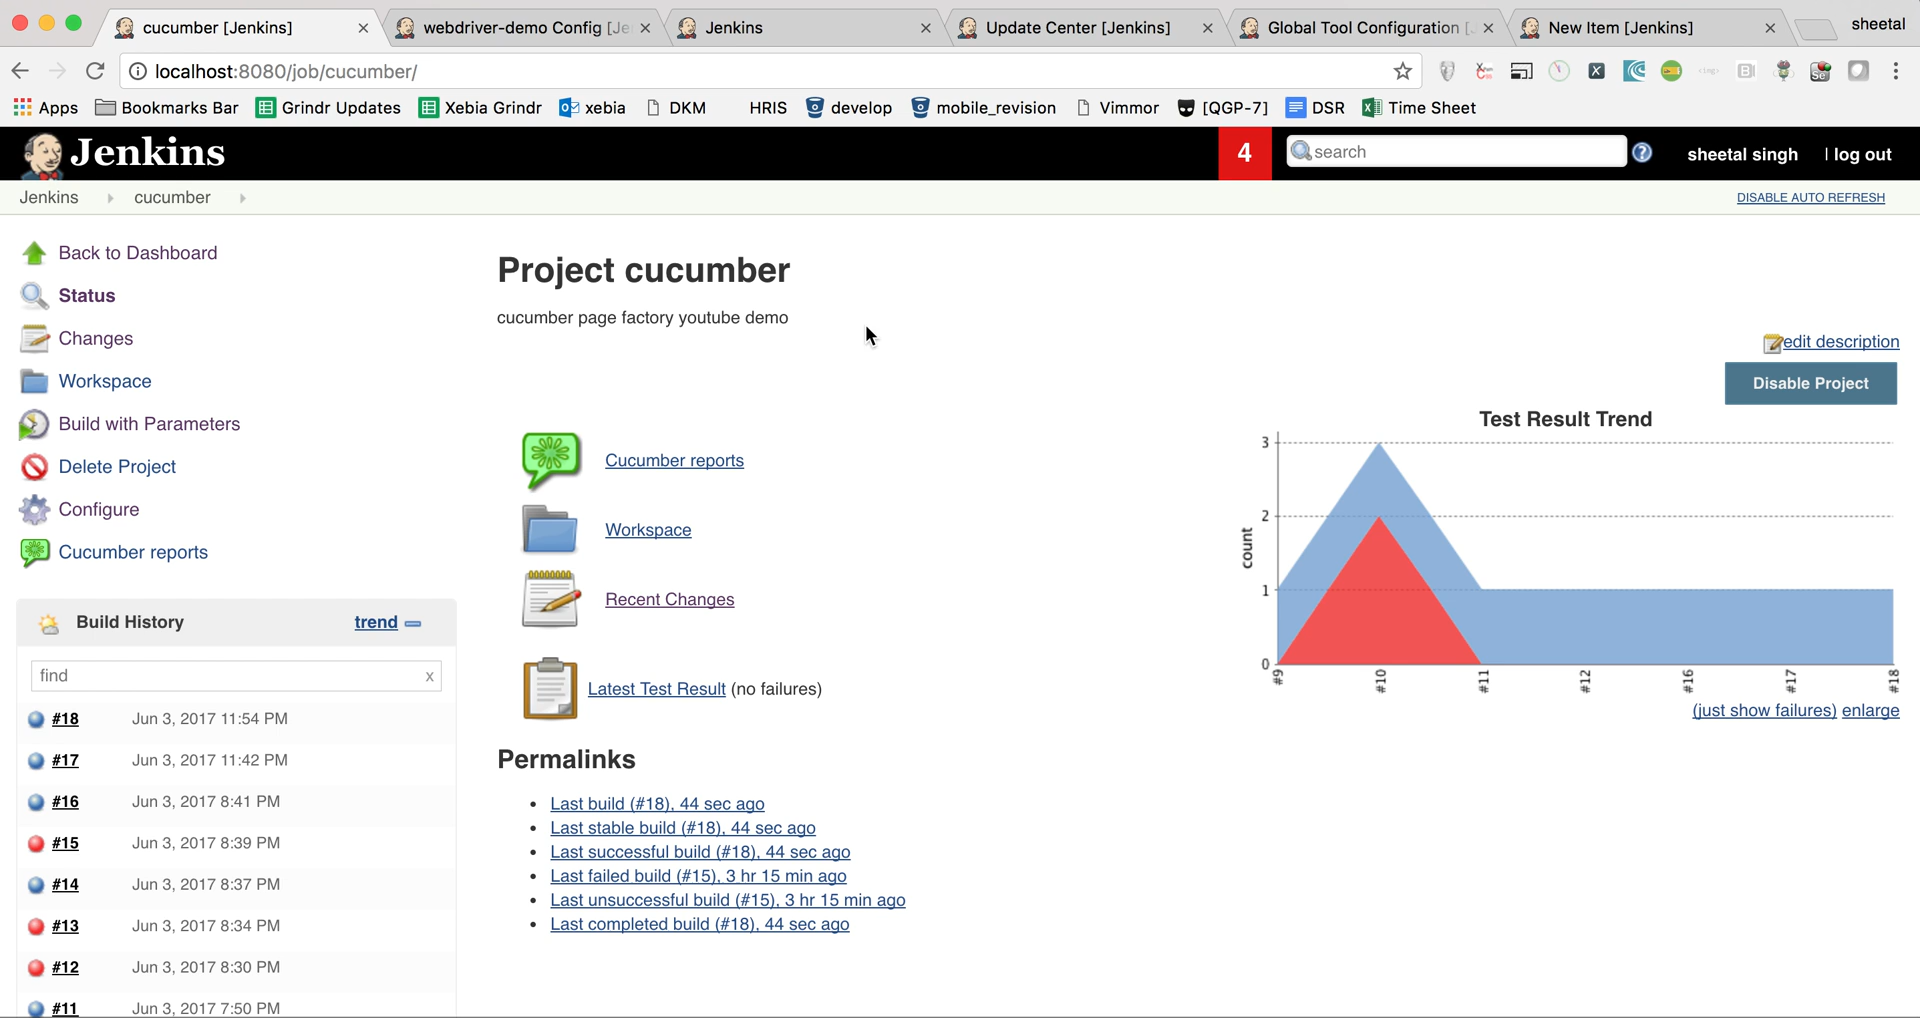 cucumber [Jenkins]
webdriver-demo Config [Je
Jenkins
Update Center [Jenkins]
Global Tool Configuration [
New Item [Jenkins]
sheetal
localhost:8080/job/cucumber/
Apps
Bookmarks Bar
Grindr Updates
Xebia Grindr
xebia
DKM
HRIS
develop
mobile_revision
Vimmor
[QGP-7]
DSR
Time Sheet
Jenkins
4
search
sheetal singh
| log out
Jenkins
cucumber
DISABLE AUTO REFRESH
Back to Dashboard
Status
Changes
Workspace
Build with Parameters
Delete Project
Configure
Cucumber reports
Build History
trend
find
x
#18 Jun 3, 2017 11:54 PM
#17 Jun 3, 2017 11:42 PM
#16 Jun 3, 2017 8:41 PM
#15 Jun 3, 2017 8:39 PM
#14 Jun 3, 2017 8:37 PM
#13 Jun 3, 2017 8:34 PM
#12 Jun 3, 2017 8:30 PM
#11 Jun 3, 2017 7:50 PM
Project cucumber
cucumber page factory youtube demo
edit description
Disable Project
Cucumber reports
Workspace
Recent Changes
Latest Test Result (no failures)
Permalinks
Last build (#18), 44 sec ago
Last stable build (#18), 44 sec ago
Last successful build (#18), 44 sec ago
Last failed build (#15), 3 hr 15 min ago
Last unsuccessful build (#15), 3 hr 15 min ago
Last completed build (#18), 44 sec ago
Test Result Trend
count
3
2
1
0
#9
#10
#11
#12
#16
#17
#18
(just show failures) enlarge